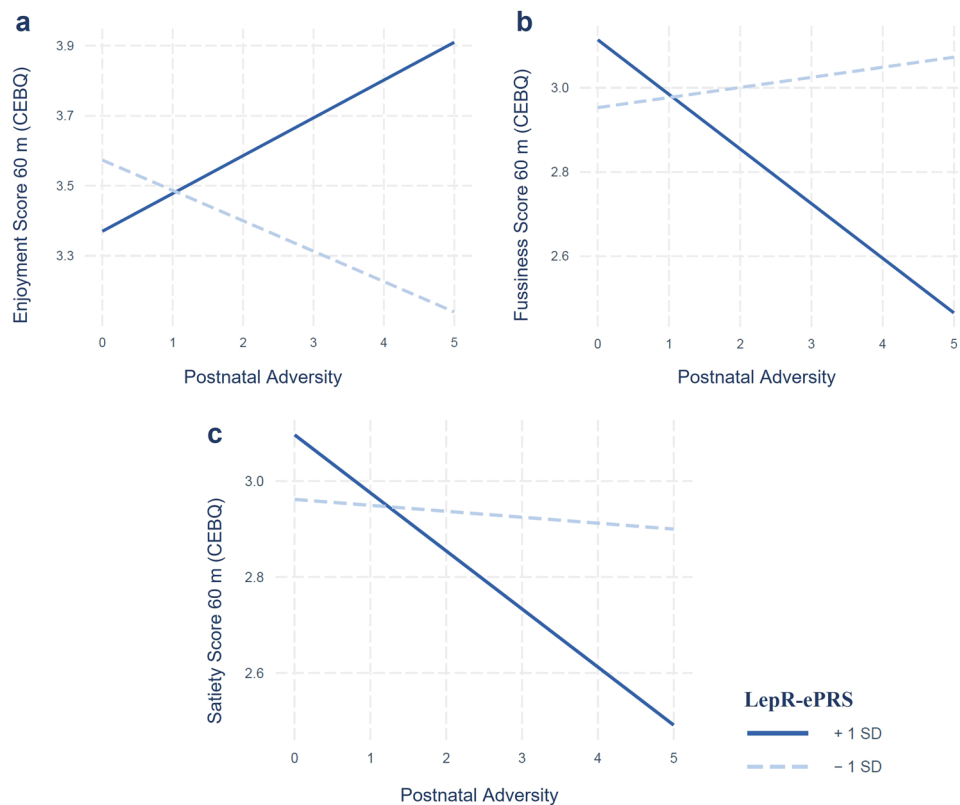 a
Enjoyment Score 60 m (CEBQ)
3.9
3.7
3.5
3.3
0 1 2 3 4 5
Postnatal Adversity
b
Fussiness Score 60 m (CEBQ)
3.0
2.8
2.6
0 1 2 3 4 5
Postnatal Adversity
c
Satiety Score 60 m (CEBQ)
3.0
2.8
2.6
0 1 2 3 4 5
Postnatal Adversity
LepR-ePRS
+ 1 SD
− 1 SD